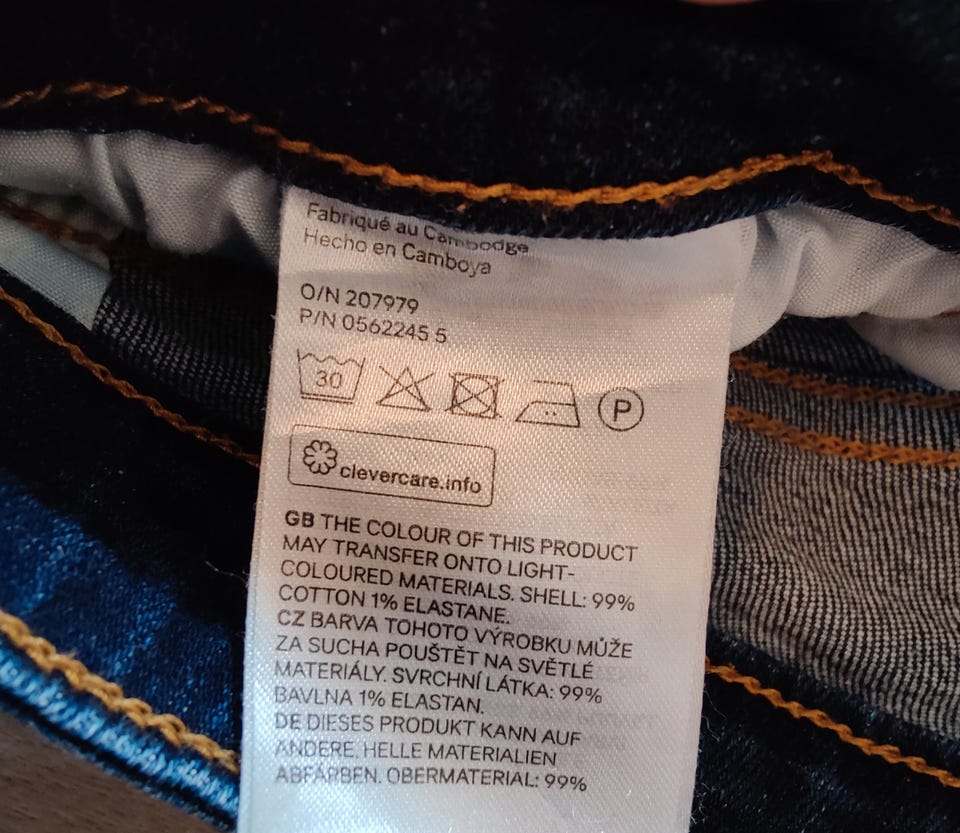 Fabriqué au Cambodge
Hecho en Camboya
O/N 207979
P/N 0562245 5
30
P
clevercare.info
GB THE COLOUR OF THIS PRODUCT
MAY TRANSFER ONTO LIGHT-
COLOURED MATERIALS. SHELL: 99%
COTTON 1% ELASTANE.
CZ BARVA TOHOTO VÝROBKU MŮŽE
ZA SUCHA POUŠTĚT NA SVĚTLÉ
MATERIÁLY. SVRCHNÍ LÁTKA: 99%
BAVLNA 1% ELASTAN.
DE DIESES PRODUKT KANN AUF
ANDERE, HELLE MATERIALIEN
ABFÄRBEN. OBERMATERIAL: 99%